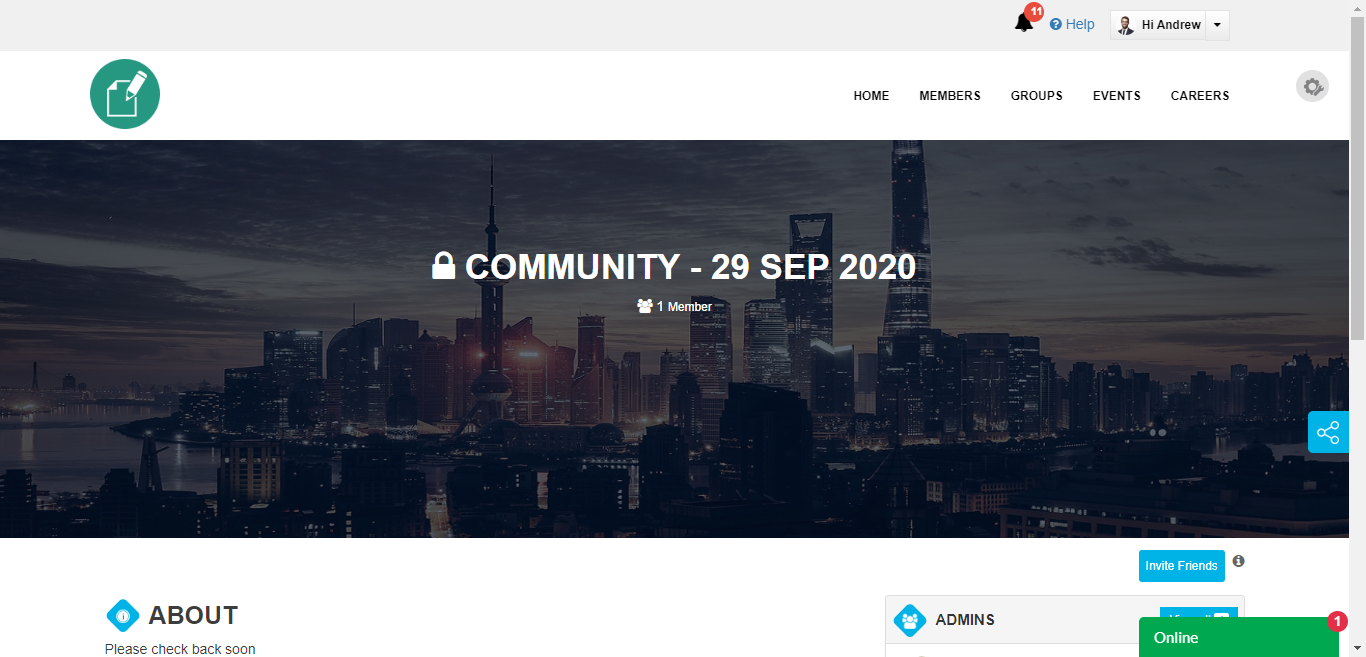 11
Help
Hi Andrew
HOME MEMBERS GROUPS EVENTS CAREERS
COMMUNITY - 29 SEP 2020
1 Member
Invite Friends
ABOUT
ADMINS
Please check back soon
Online
1